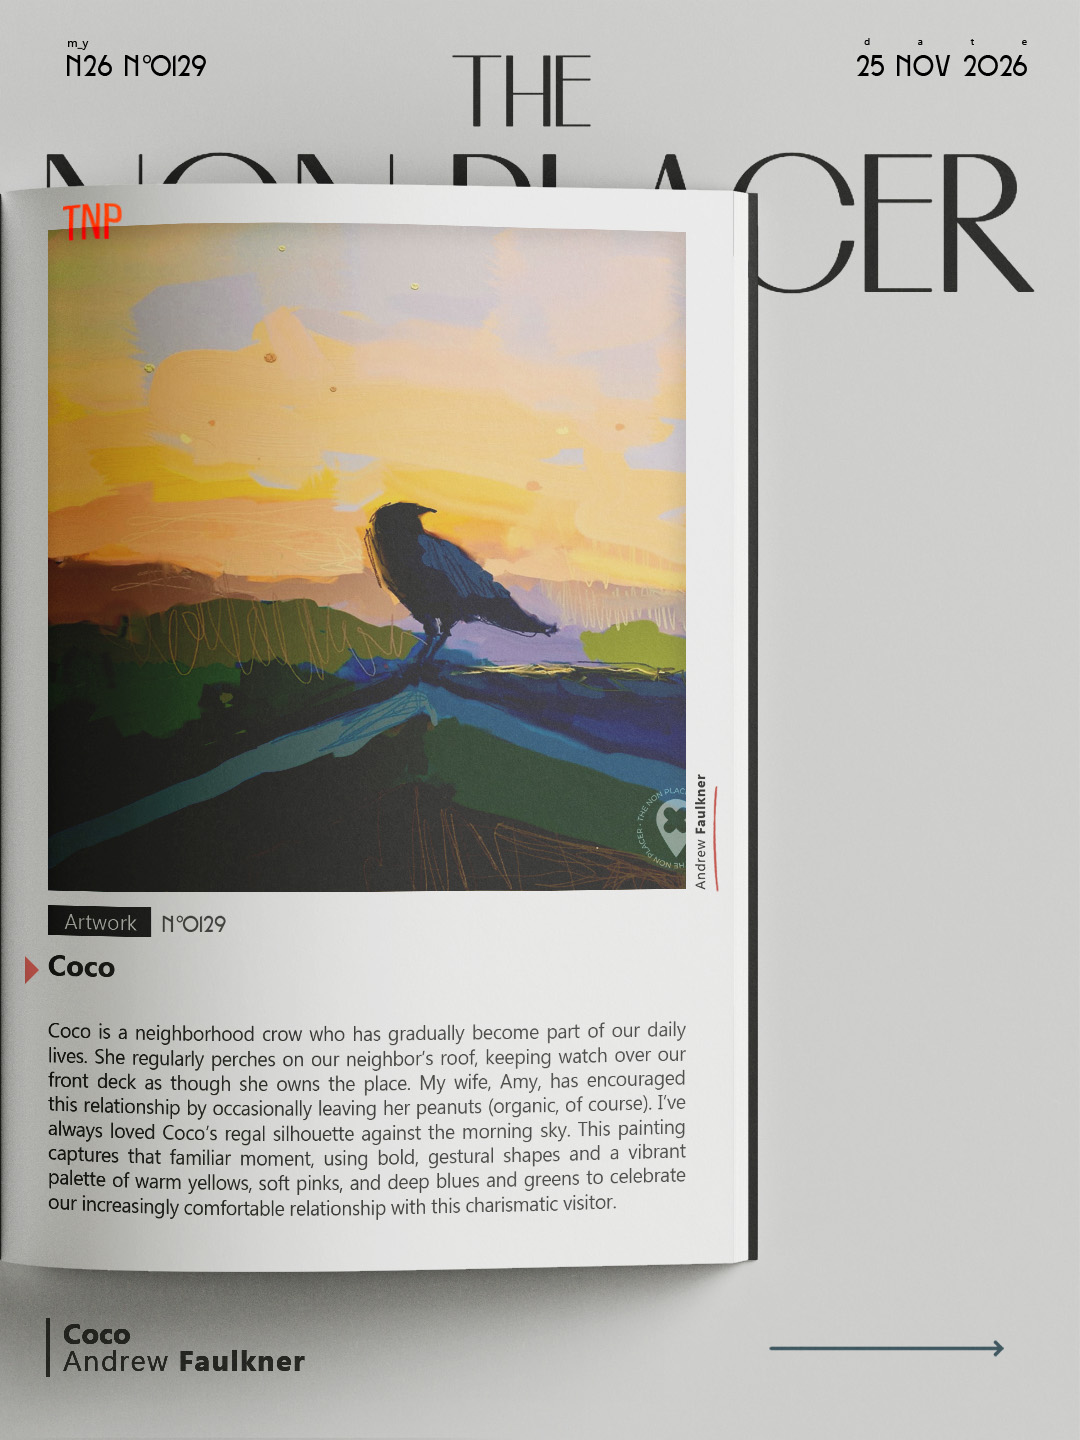 m_y
N26 N°0129
THE
date
25 NOV 2026
NON PLACER
TNP
Andrew Faulkner
Artwork N°0129
Coco
Coco is a neighborhood crow who has gradually become part of our daily
lives. She regularly perches on our neighbor's roof, keeping watch over our
front deck as though she owns the place. My wife, Amy, has encouraged
this relationship by occasionally leaving her peanuts (organic, of course). I've
always loved Coco's regal silhouette against the morning sky. This painting
captures that familiar moment, using bold, gestural shapes and a vibrant
palette of warm yellows, soft pinks, and deep blues and greens to celebrate
our increasingly comfortable relationship with this charismatic visitor.
Coco
Andrew Faulkner